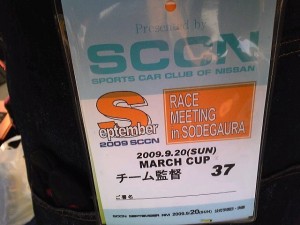 Presented by
SCCN
SPORTS CAR CLUB OF NISSAN
September
2009 SCCN
RACE
MEETING
in SODEGAURA
2009.9.20(SUN)
MARCH CUP
チーム監督 37
ご署名